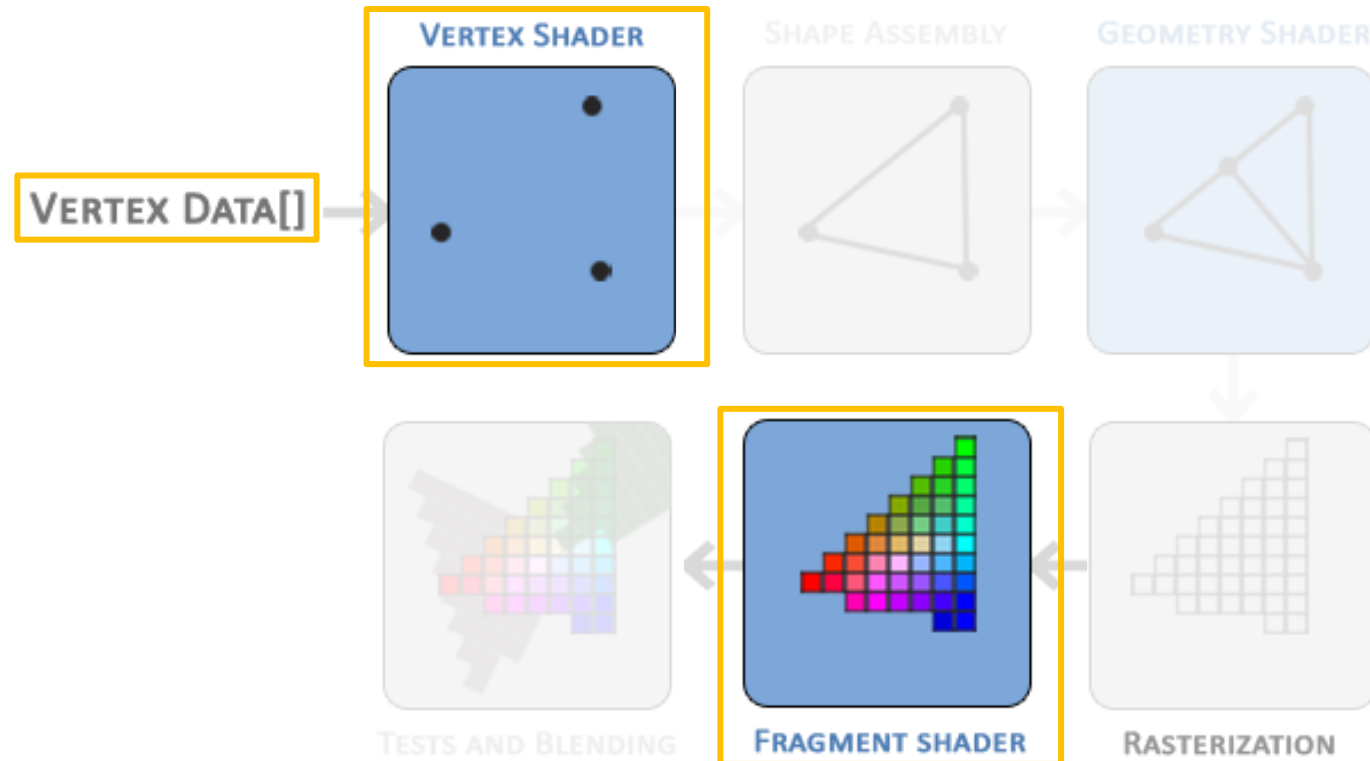 VERTEX SHADER
SHAPE ASSEMBLY
GEOMETRY SHADER
VERTEX DATA[]
TESTS AND BLENDING
FRAGMENT SHADER
RASTERIZATION